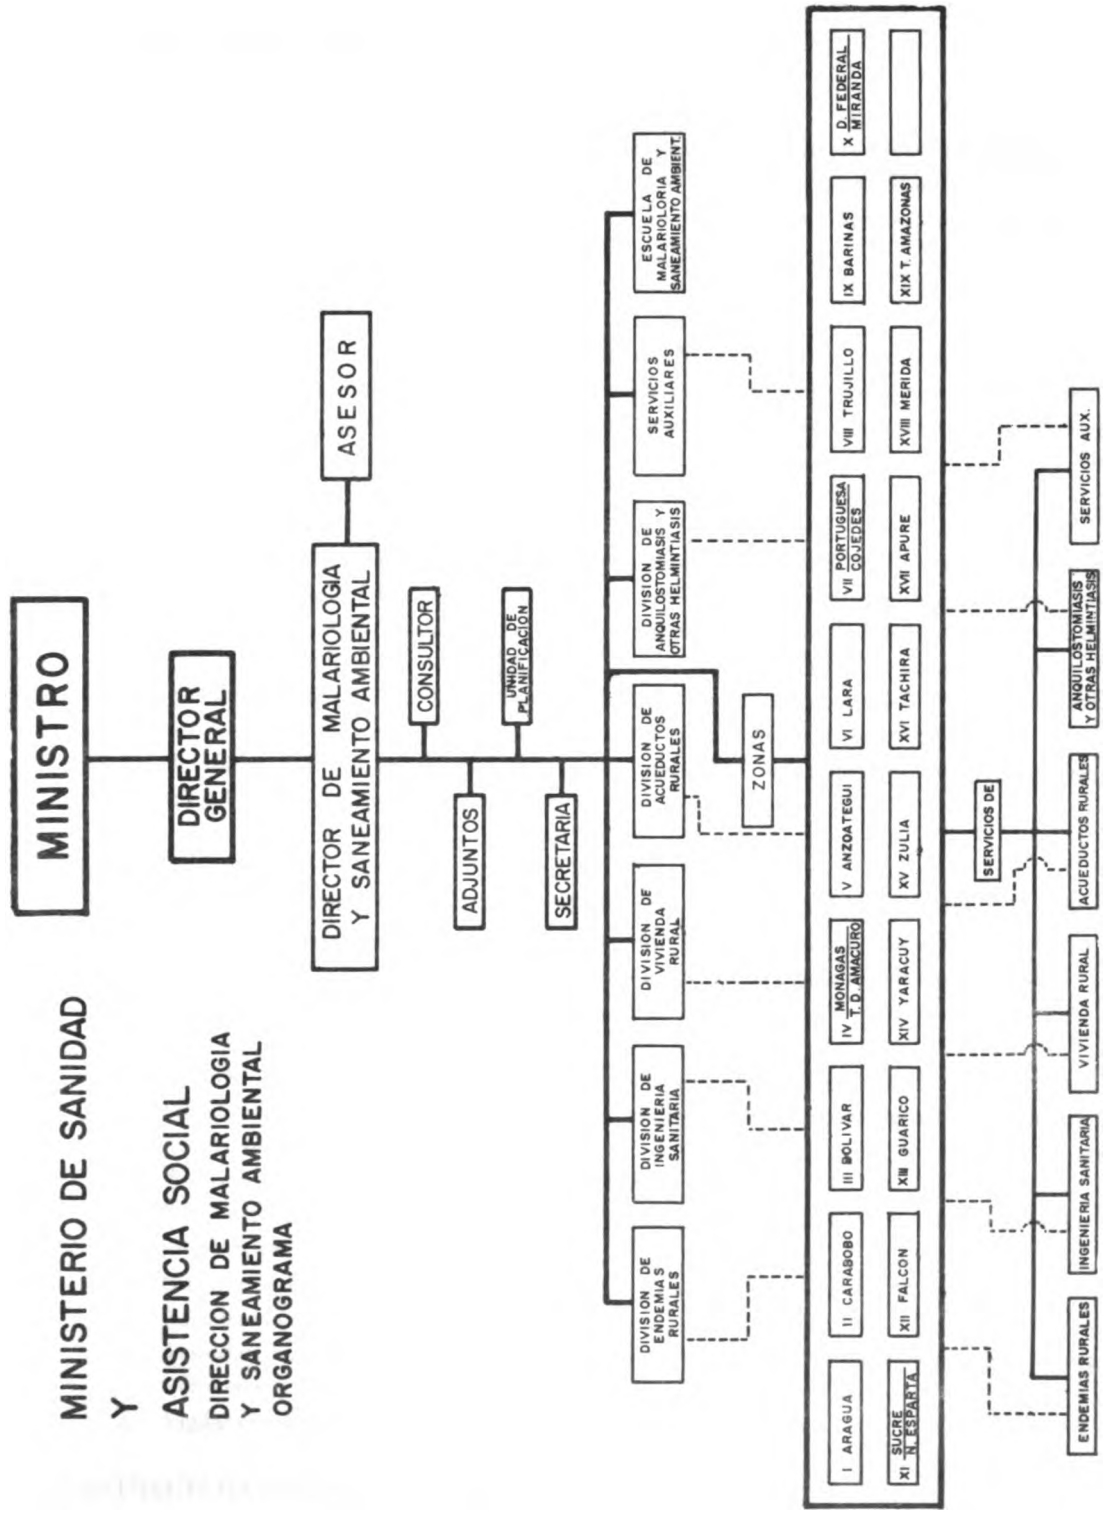 MINISTERIO DE SANIDAD
Y
ASISTENCIA SOCIAL
DIRECCION DE MALARIOLOGIA
Y SANEAMIENTO AMBIENTAL
ORGANOGRAMA
MINISTRO
DIRECTOR
GENERAL
DIRECTOR DE MALARIOLOGIA
Y SANEAMIENTO AMBIENTAL
ASESOR
CONSULTOR
ADJUNTOS
UNIDAD DE
PLANIFICACIÓN
SECRETARIA
DIVISION DE
ENDEMIAS
RURALES
DIVISION DE
INGENIERIA
SANITARIA
DIVISION DE
VIVIENDA
RURAL
DIVISION DE
ACUEDUCTOS
RURALES
DIVISION DE
ANQUILOSTOMIASIS Y
OTRAS HELMINTIASIS
SERVICIOS
AUXILIARES
ESCUELA DE
MALARIOLORIA Y
SANEAMIENTO AMBIENT.
ZONAS
I ARAGUA
II CARABOBO
III BOLIVAR
IV MONAGAS
T. D. AMACURO
V ANZOATEGUI
VI LARA
VII PORTUGUESA
COJEDES
VIII TRUJILLO
IX BARINAS
X D. FEDERAL
MIRANDA
XI SUCRE
N. ESPARTA
XII FALCON
XIII GUARICO
XIV YARACUY
XV ZULIA
XVI TACHIRA
XVII APURE
XVIII MERIDA
XIX T. AMAZONAS
SERVICIOS DE
ENDEMIAS RURALES
INGENIERIA SANITARIA
VIVIENDA RURAL
ACUEDUCTOS RURALES
ANQUILOSTOMIASIS
Y OTRAS HELMINTIASIS
SERVICIOS AUX.